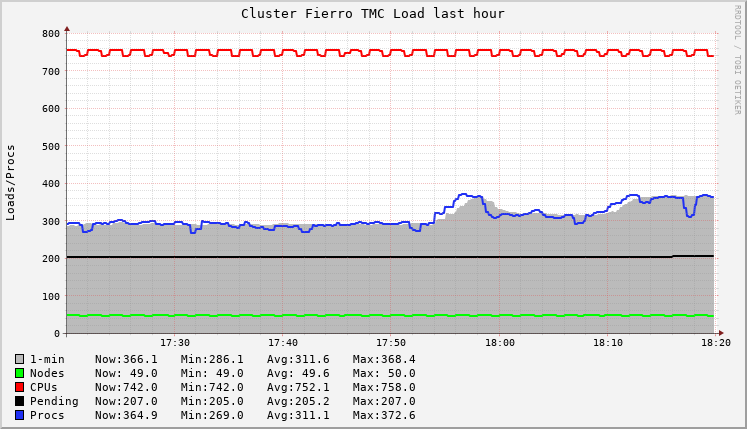 Cluster Fierro TMC Load last hour
RRDTOOL / TOBI OETIKER
Loads/Procs
800
700
600
500
400
300
200
100
0
17:30 17:40 17:50 18:00 18:10 18:20
1-min Now:366.1 Min:286.1 Avg:311.6 Max:368.4
Nodes Now: 49.0 Min: 49.0 Avg: 49.6 Max: 50.0
CPUs Now:742.0 Min:742.0 Avg:752.1 Max:758.0
Pending Now:207.0 Min:205.0 Avg:205.2 Max:207.0
Procs Now:364.9 Min:269.0 Avg:311.1 Max:372.6